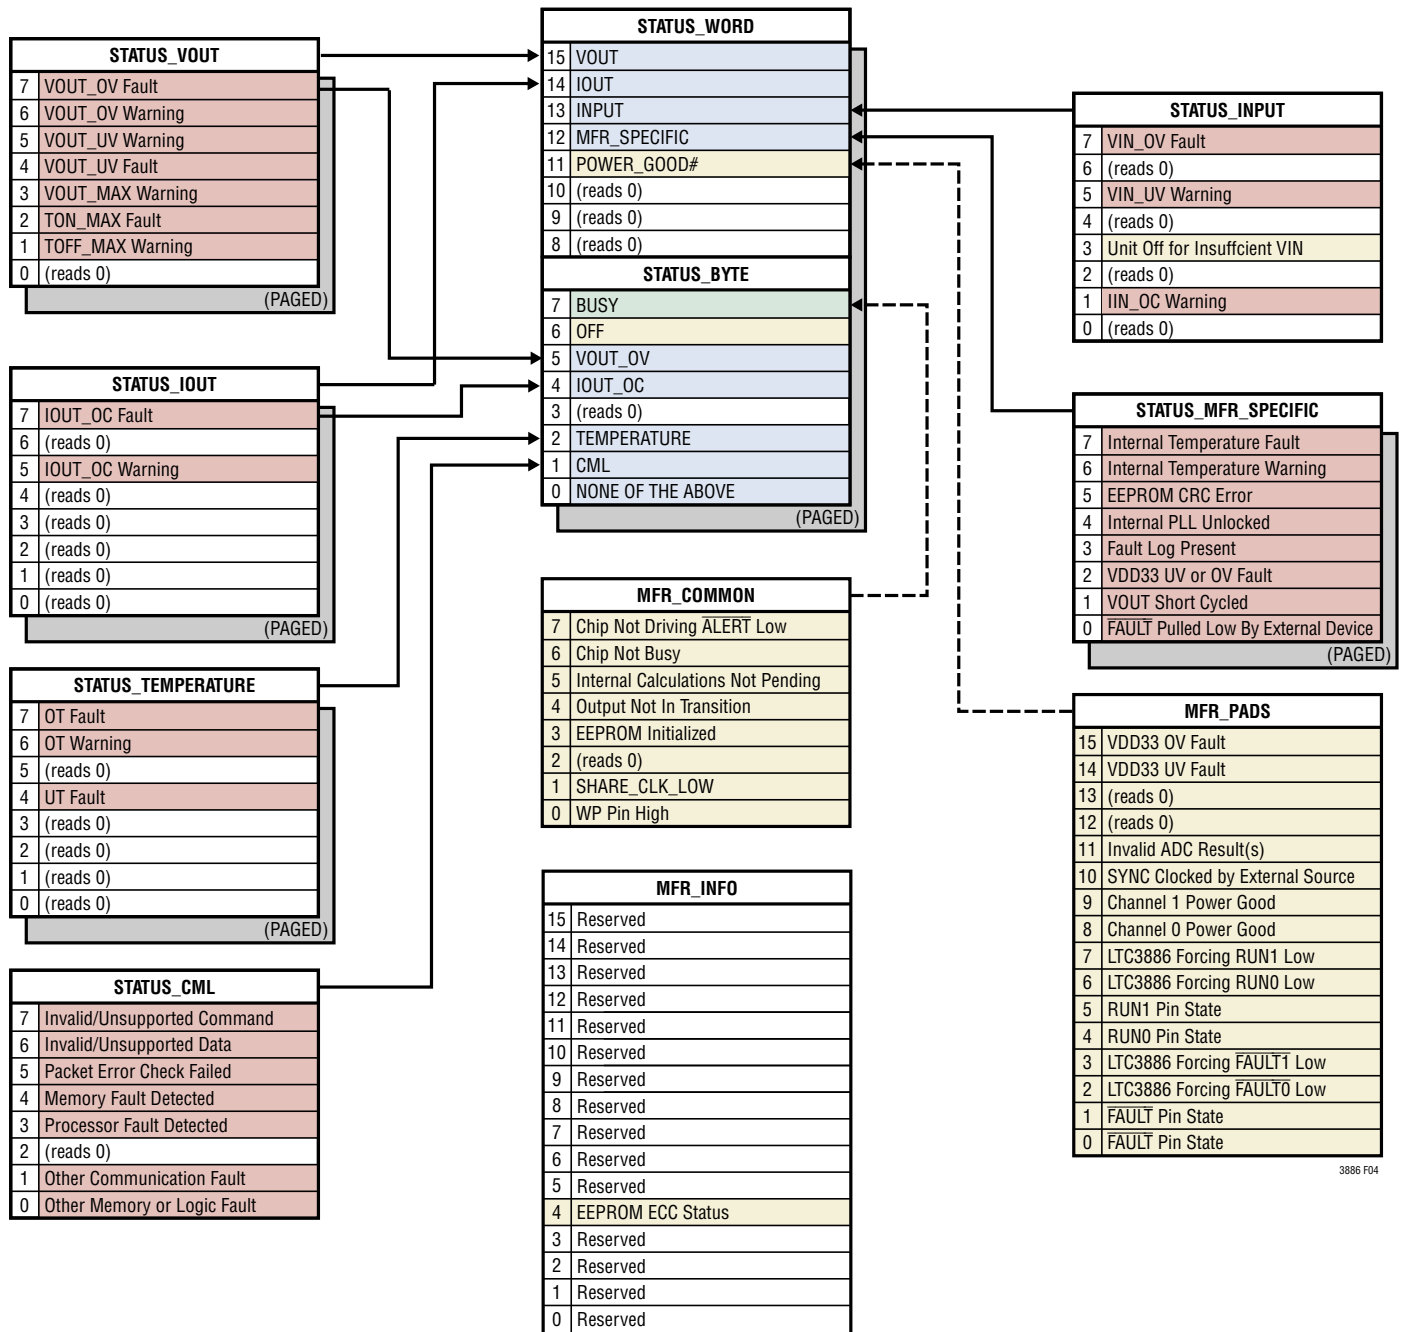 STATUS_VOUT
7 VOUT_OV Fault
6 VOUT_OV Warning
5 VOUT_UV Warning
4 VOUT_UV Fault
3 VOUT_MAX Warning
2 TON_MAX Fault
1 TOFF_MAX Warning
0 (reads 0)
(PAGED)
STATUS_IOUT
7 IOUT_OC Fault
6 (reads 0)
5 IOUT_OC Warning
4 (reads 0)
3 (reads 0)
2 (reads 0)
1 (reads 0)
0 (reads 0)
(PAGED)
STATUS_TEMPERATURE
7 OT Fault
6 OT Warning
5 (reads 0)
4 UT Fault
3 (reads 0)
2 (reads 0)
1 (reads 0)
0 (reads 0)
(PAGED)
STATUS_CML
7 Invalid/Unsupported Command
6 Invalid/Unsupported Data
5 Packet Error Check Failed
4 Memory Fault Detected
3 Processor Fault Detected
2 (reads 0)
1 Other Communication Fault
0 Other Memory or Logic Fault
STATUS_WORD
15 VOUT
14 IOUT
13 INPUT
12 MFR_SPECIFIC
11 POWER_GOOD#
10 (reads 0)
9 (reads 0)
8 (reads 0)
STATUS_BYTE
7 BUSY
6 OFF
5 VOUT_OV
4 IOUT_OC
3 (reads 0)
2 TEMPERATURE
1 CML
0 NONE OF THE ABOVE
(PAGED)
MFR_COMMON
7 Chip Not Driving ALERT Low
6 Chip Not Busy
5 Internal Calculations Not Pending
4 Output Not In Transition
3 EEPROM Initialized
2 (reads 0)
1 SHARE_CLK_LOW
0 WP Pin High
MFR_INFO
15 Reserved
14 Reserved
13 Reserved
12 Reserved
11 Reserved
10 Reserved
9 Reserved
8 Reserved
7 Reserved
6 Reserved
5 Reserved
4 EEPROM ECC Status
3 Reserved
2 Reserved
1 Reserved
0 Reserved
STATUS_INPUT
7 VIN_OV Fault
6 (reads 0)
5 VIN_UV Warning
4 (reads 0)
3 Unit Off for Insuffcient VIN
2 (reads 0)
1 IIN_OC Warning
0 (reads 0)
STATUS_MFR_SPECIFIC
7 Internal Temperature Fault
6 Internal Temperature Warning
5 EEPROM CRC Error
4 Internal PLL Unlocked
3 Fault Log Present
2 VDD33 UV or OV Fault
1 VOUT Short Cycled
0 FAULT Pulled Low By External Device
(PAGED)
MFR_PADS
15 VDD33 OV Fault
14 VDD33 UV Fault
13 (reads 0)
12 (reads 0)
11 Invalid ADC Result(s)
10 SYNC Clocked by External Source
9 Channel 1 Power Good
8 Channel 0 Power Good
7 LTC3886 Forcing RUN1 Low
6 LTC3886 Forcing RUN0 Low
5 RUN1 Pin State
4 RUN0 Pin State
3 LTC3886 Forcing FAULT1 Low
2 LTC3886 Forcing FAULT0 Low
1 FAULT Pin State
0 FAULT Pin State
3886 F04